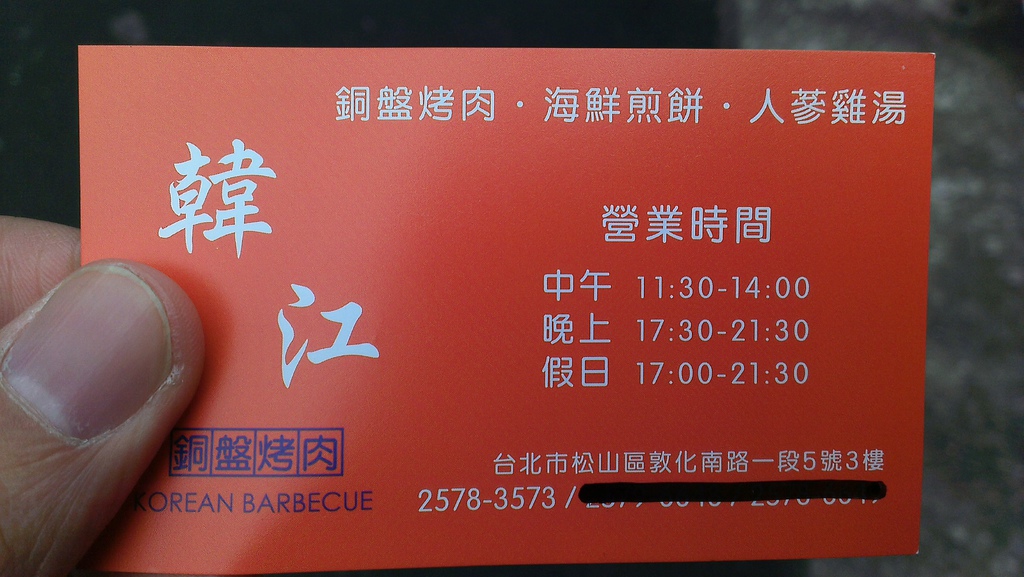 銅盤烤肉・海鮮煎餅・人蔘雞湯
韓江
營業時間
中午 11:30-14:00
晚上 17:30-21:30
假日 17:00-21:30
銅盤烤肉
KOREAN BARBECUE
台北市松山區敦化南路一段5號3樓
2578-3573 /